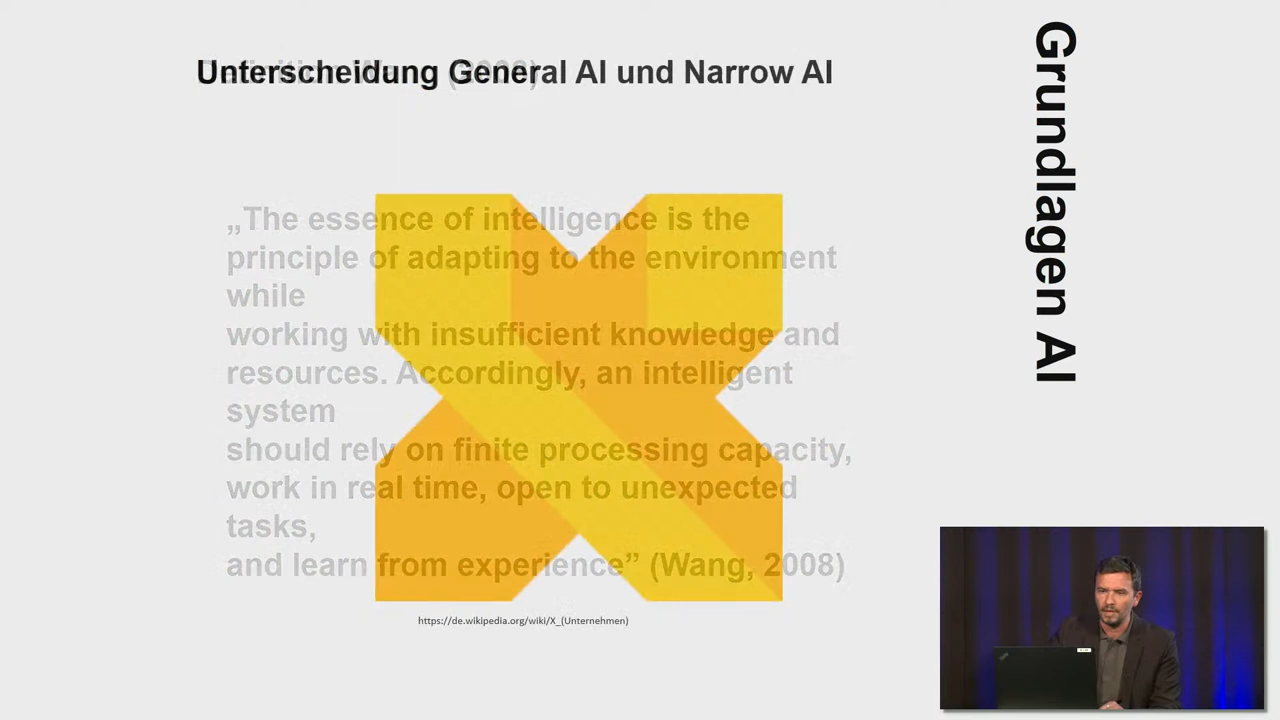 Unterscheidung General AI und Narrow AI
Definition Wang (2008)
„The essence of intelligence is the
principle of adapting to the environment
while
working with insufficient knowledge and
resources. Accordingly, an intelligent
system
should rely on finite processing capacity,
work in real time, open to unexpected
tasks,
and learn from experience” (Wang, 2008)
https://de.wikipedia.org/wiki/X_(Unternehmen)
Grundlagen AI